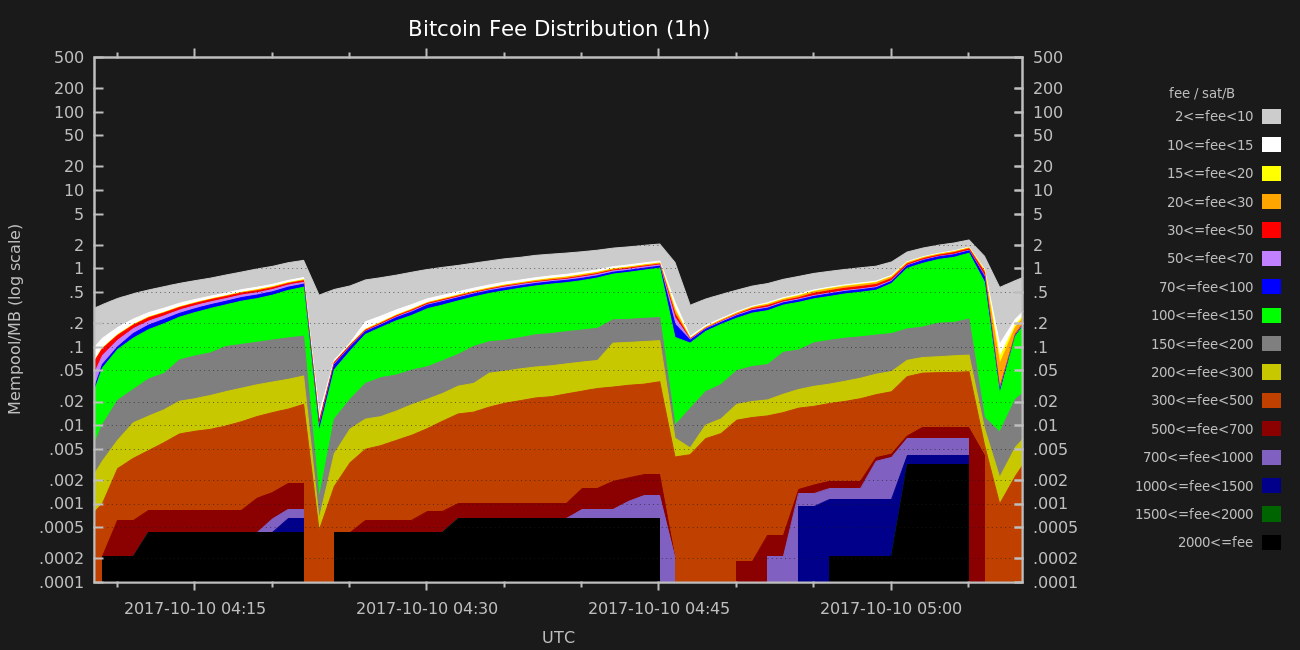 Bitcoin Fee Distribution (1h)
Mempool/MB (log scale)
500
200
100
50
20
10
5
2
1
.5
.2
.1
.05
.02
.01
.005
.002
.001
.0005
.0002
.0001
500
200
100
50
20
10
5
2
1
.5
.2
.1
.05
.02
.01
.005
.002
.001
.0005
.0002
.0001
2017-10-10 04:15
2017-10-10 04:30
2017-10-10 04:45
2017-10-10 05:00
UTC
fee / sat/B
2<=fee<10
10<=fee<15
15<=fee<20
20<=fee<30
30<=fee<50
50<=fee<70
70<=fee<100
100<=fee<150
150<=fee<200
200<=fee<300
300<=fee<500
500<=fee<700
700<=fee<1000
1000<=fee<1500
1500<=fee<2000
2000<=fee